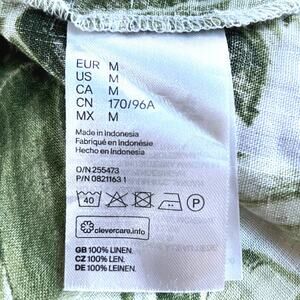 EUR M
US M
CA M
CN 170/96A
MX M
Made in Indonesia
Fabriqué en Indonésie
Hecho en Indonesia
O/N 255473
P/N 0821163 1
40 P
clevercare.info
GB 100% LINEN.
CZ 100% LEN.
DE 100% LEINEN.